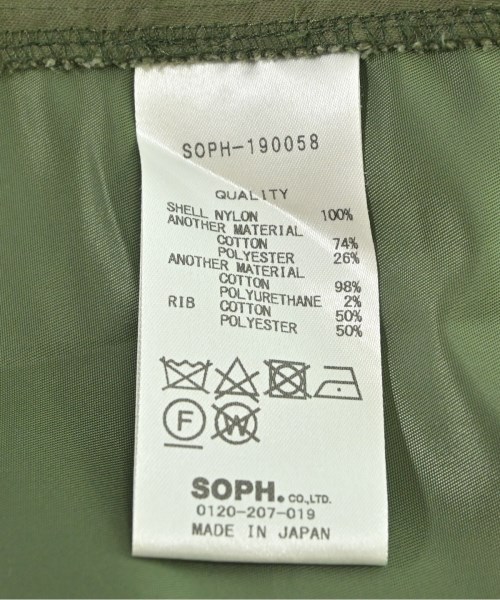 SOPH-190058
QUALITY
SHELL NYLON 100%
ANOTHER MATERIAL
COTTON 74%
POLYESTER 26%
ANOTHER MATERIAL
COTTON 98%
POLYURETHANE 2%
RIB COTTON 50%
POLYESTER 50%
F W
SOPH. CO.,LTD.
0120-207-019
MADE IN JAPAN